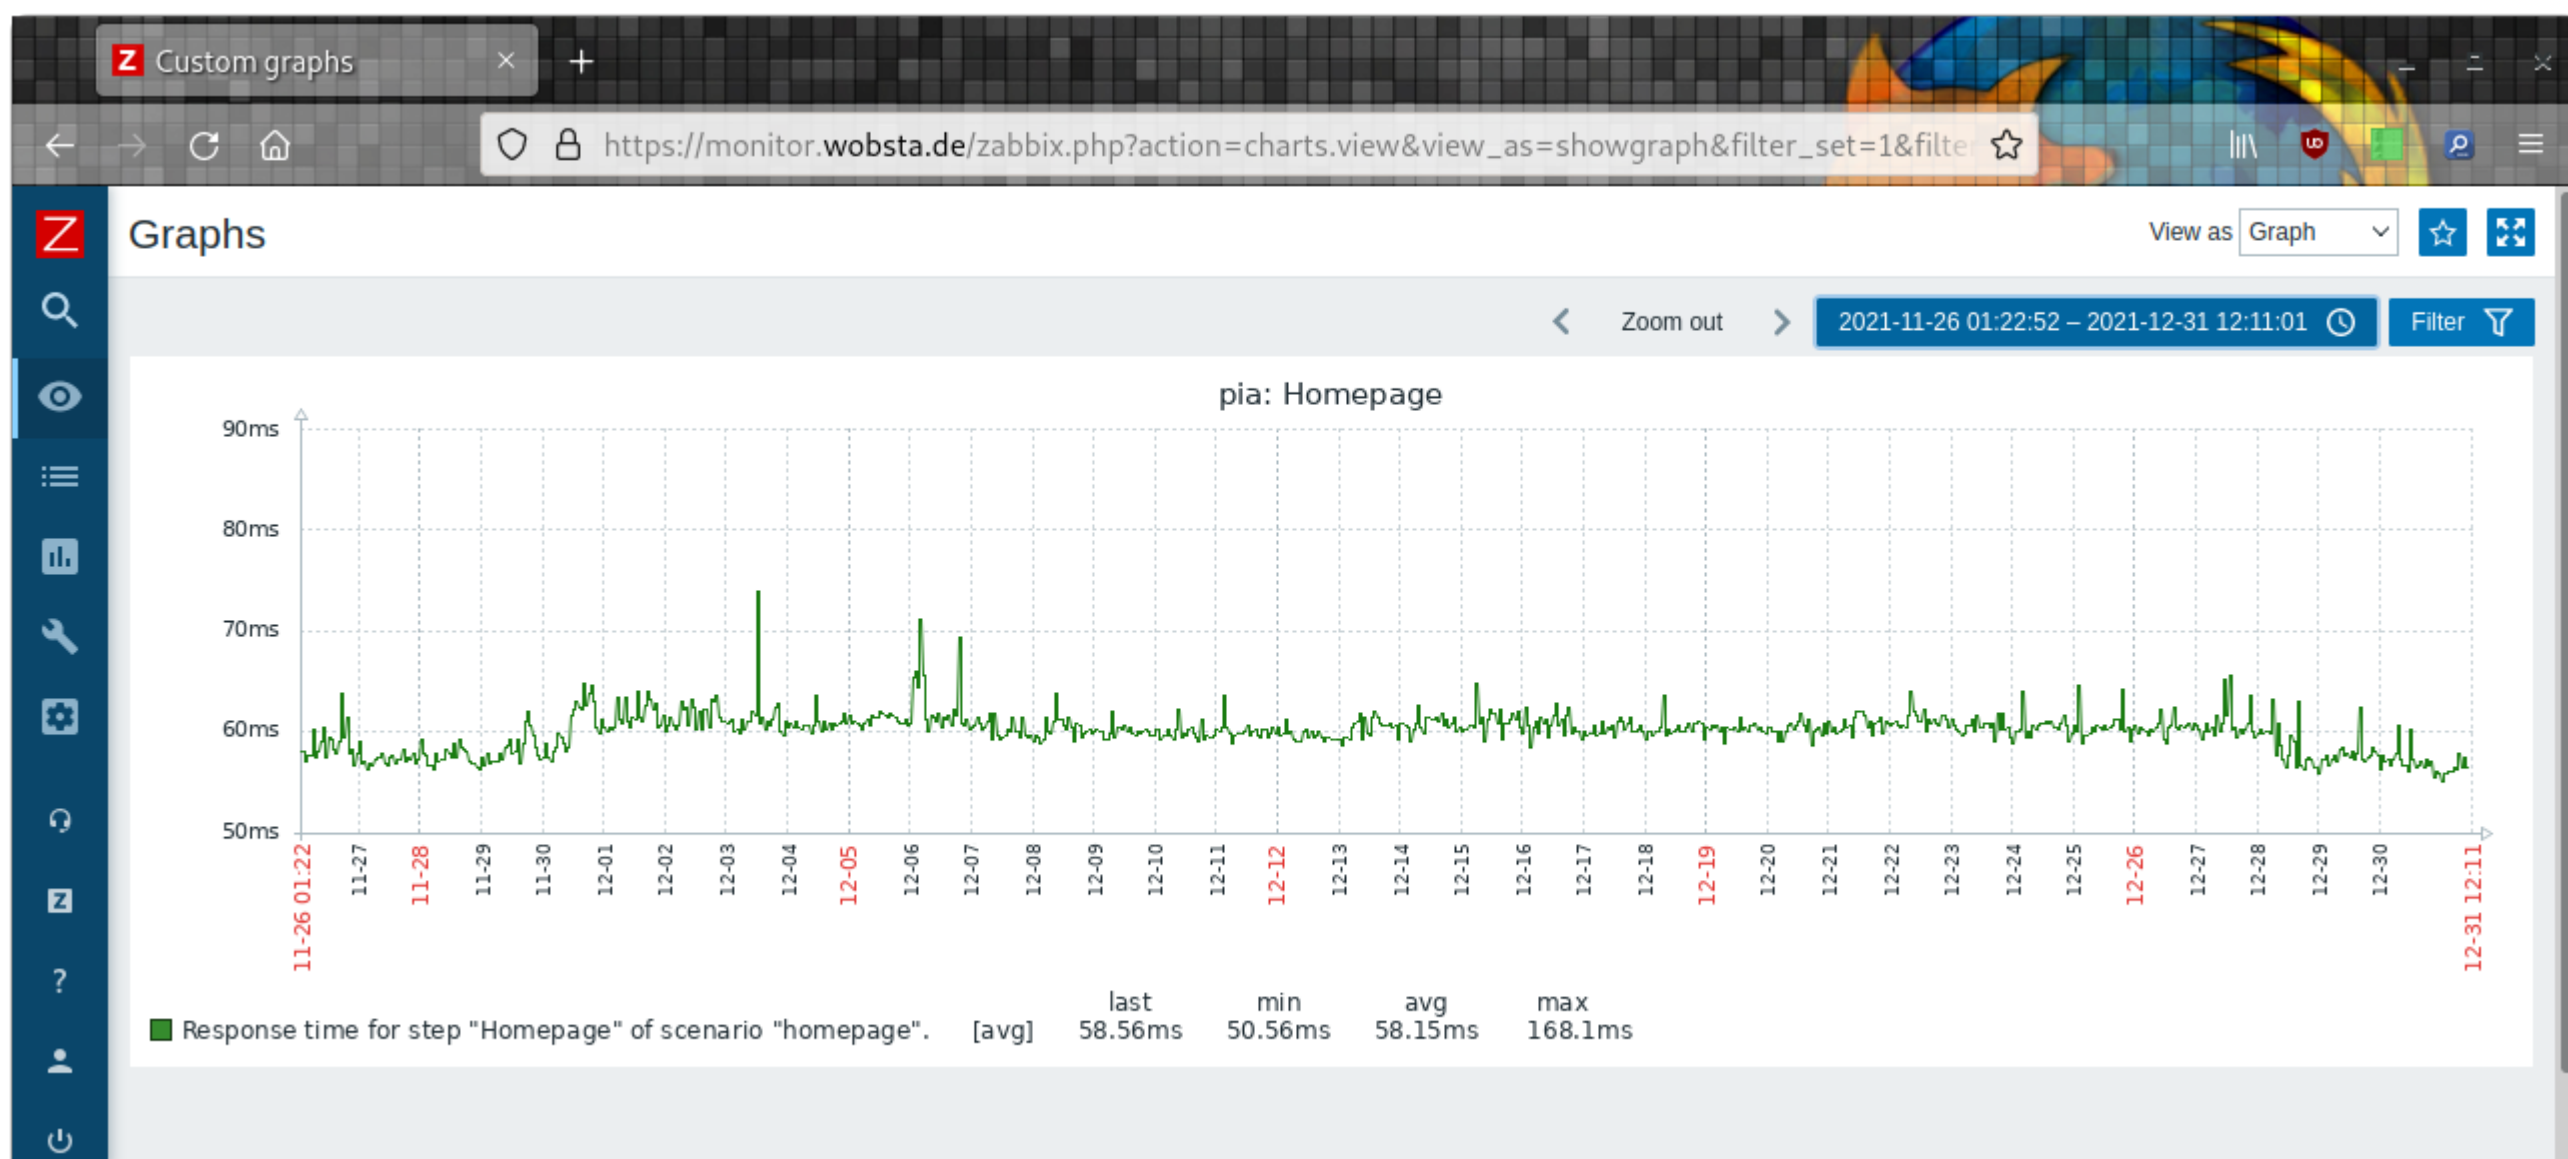 Z Custom graphs
https://monitor.wobsta.de/zabbix.php?action=charts.view&view_as=showgraph&filter_set=1&filte
Z
Graphs
View as Graph
Zoom out
2021-11-26 01:22:52 – 2021-12-31 12:11:01
Filter
pia: Homepage
90ms
80ms
70ms
60ms
50ms
11-26 01:22
11-27
11-28
11-29
11-30
12-01
12-02
12-03
12-04
12-05
12-06
12-07
12-08
12-09
12-10
12-11
12-12
12-13
12-14
12-15
12-16
12-17
12-18
12-19
12-20
12-21
12-22
12-23
12-24
12-25
12-26
12-27
12-28
12-29
12-30
12-31 12:11
last min avg max
Response time for step "Homepage" of scenario "homepage". [avg] 58.56ms 50.56ms 58.15ms 168.1ms
Z
?